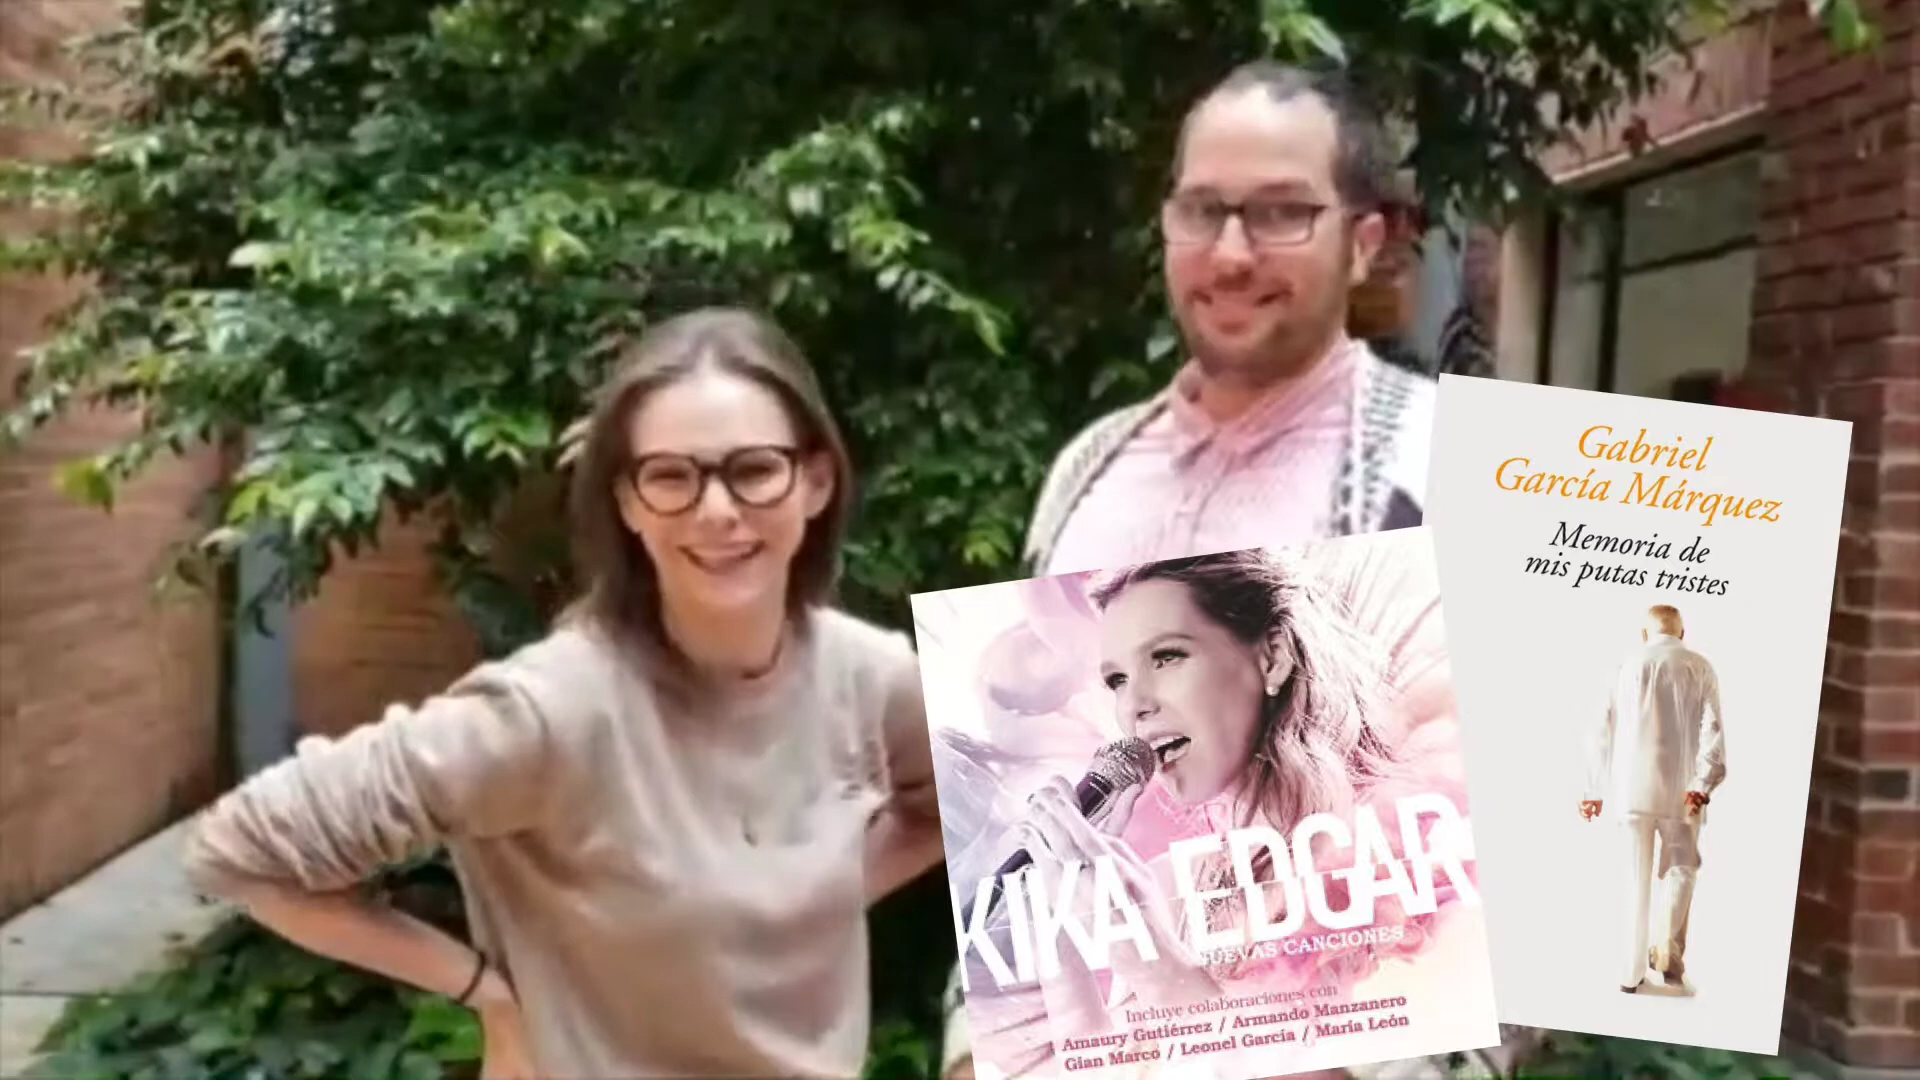 Gabriel
García Márquez
Memoria de
mis putas tristes
KIKA EDGAR
NUEVAS CANCIONES
Incluye colaboraciones con
Amaury Gutiérrez / Armando Manzanero
Gian Marco / Leonel García / María León